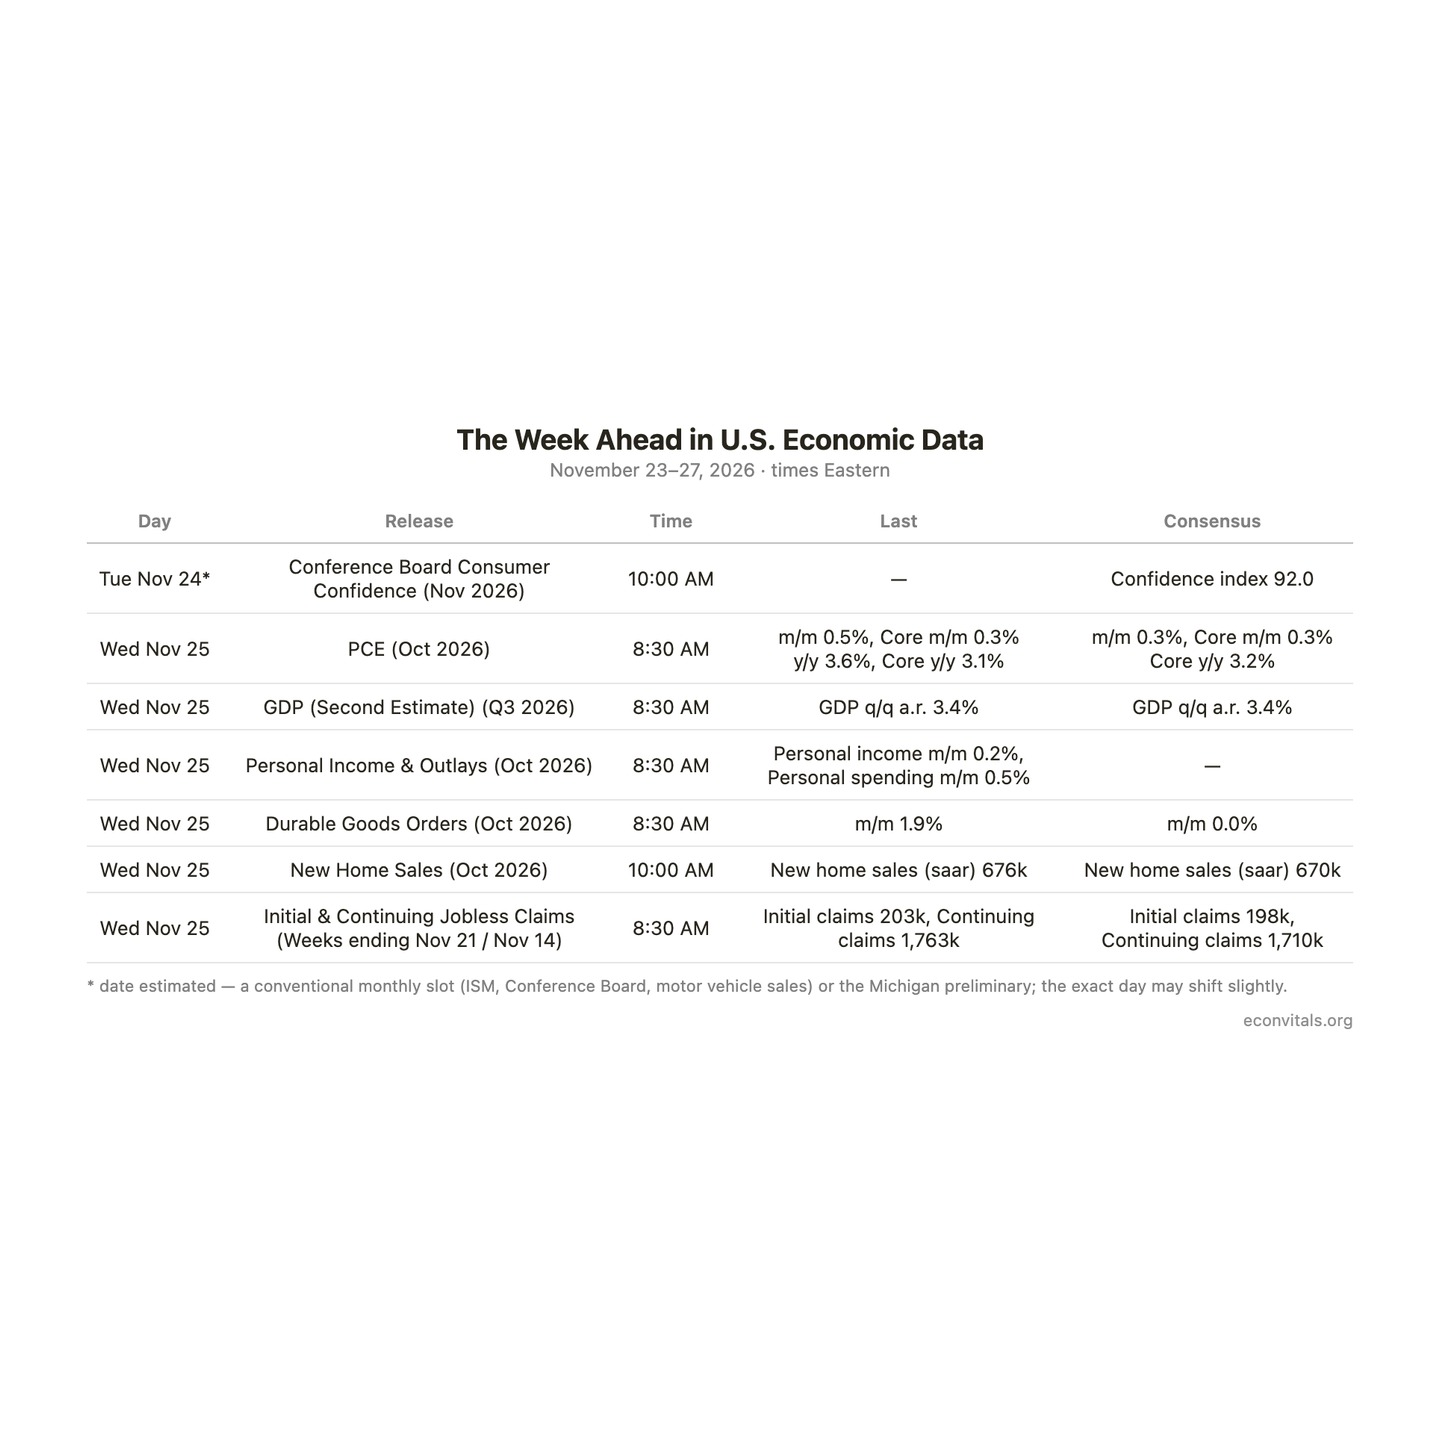 The Week Ahead in U.S. Economic Data
November 23–27, 2026 · times Eastern
Day Release Time Last Consensus
Tue Nov 24* Conference Board Consumer Confidence (Nov 2026) 10:00 AM — Confidence index 92.0
Wed Nov 25 PCE (Oct 2026) 8:30 AM m/m 0.5%, Core m/m 0.3% y/y 3.6%, Core y/y 3.1% m/m 0.3%, Core m/m 0.3% Core y/y 3.2%
Wed Nov 25 GDP (Second Estimate) (Q3 2026) 8:30 AM GDP q/q a.r. 3.4% GDP q/q a.r. 3.4%
Wed Nov 25 Personal Income & Outlays (Oct 2026) 8:30 AM Personal income m/m 0.2%, Personal spending m/m 0.5% —
Wed Nov 25 Durable Goods Orders (Oct 2026) 8:30 AM m/m 1.9% m/m 0.0%
Wed Nov 25 New Home Sales (Oct 2026) 10:00 AM New home sales (saar) 676k New home sales (saar) 670k
Wed Nov 25 Initial & Continuing Jobless Claims (Weeks ending Nov 21 / Nov 14) 8:30 AM Initial claims 203k, Continuing claims 1,763k Initial claims 198k, Continuing claims 1,710k
* date estimated — a conventional monthly slot (ISM, Conference Board, motor vehicle sales) or the Michigan preliminary; the exact day may shift slightly.
econvitals.org